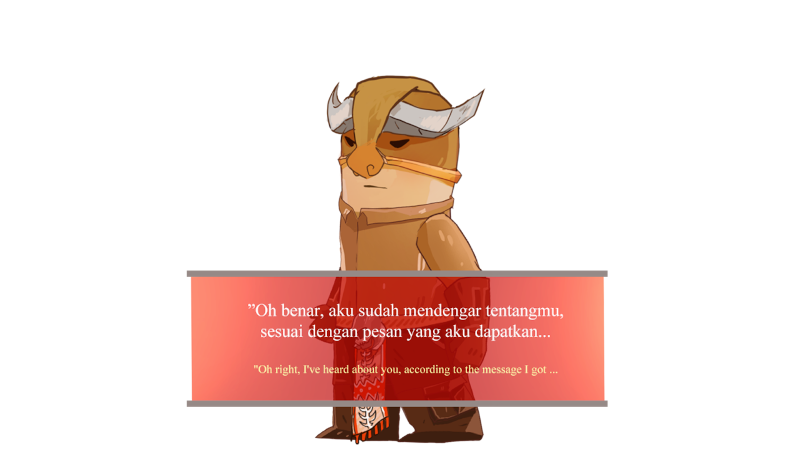 ”Oh benar, aku sudah mendengar tentangmu,
sesuai dengan pesan yang aku dapatkan...
"Oh right, I've heard about you, according to the message I got ...